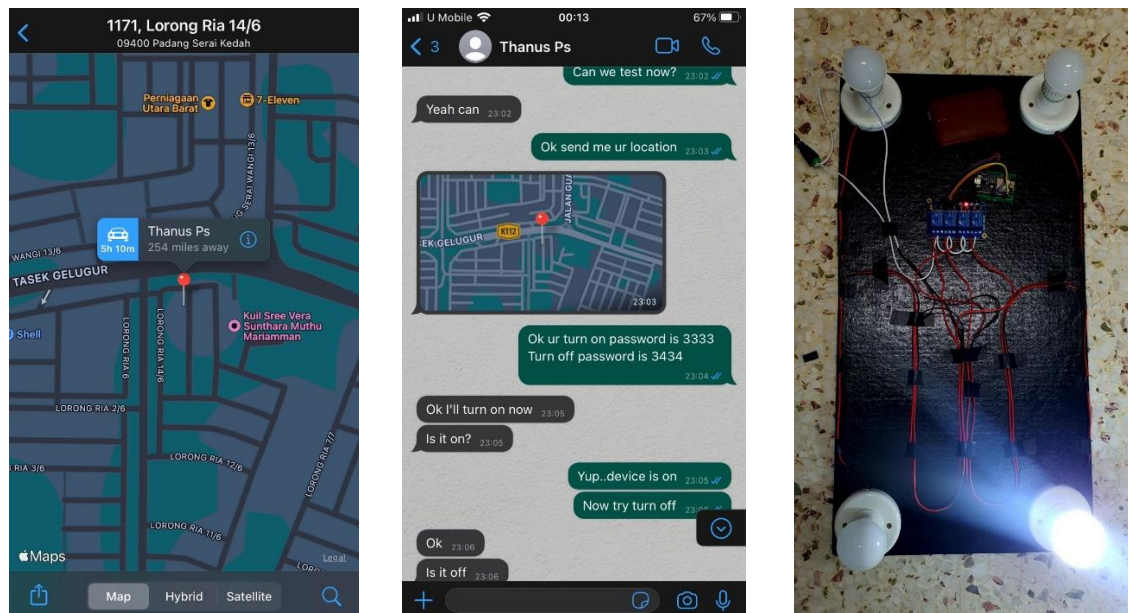 1171, Lorong Ria 14/6
09400 Padang Serai Kedah
Perniagaan
Utara Barat
7-Eleven
G SERAI WANGI 13/6
Thanus Ps
5h 10m
254 miles away
WANGI 13/6
TASEK GELUGUR
Shell
Kuil Sree Vera
Sunthara Muthu
Mariamman
LORONG RIA 6
LORONG RIA 14/6
LORONG RIA 2/6
RIA 3/6
LORONG RIA 12/6
LORONG RIA 7/7
LORONG RIA 11/6
Maps
Legal
Map
Hybrid
Satellite
U Mobile
00:13
67%
3
Thanus Ps
Can we test now? 23:02
Yeah can 23:02
Ok send me ur location 23:03
EK GELUGUR
K112
JALAN GUA
23:03
Ok ur turn on password is 3333
Turn off password is 3434
23:04
Ok I'll turn on now 23:05
Is it on? 23:05
Yup..device is on 23:05
Now try turn off
Ok 23:06
Is it off 23:06